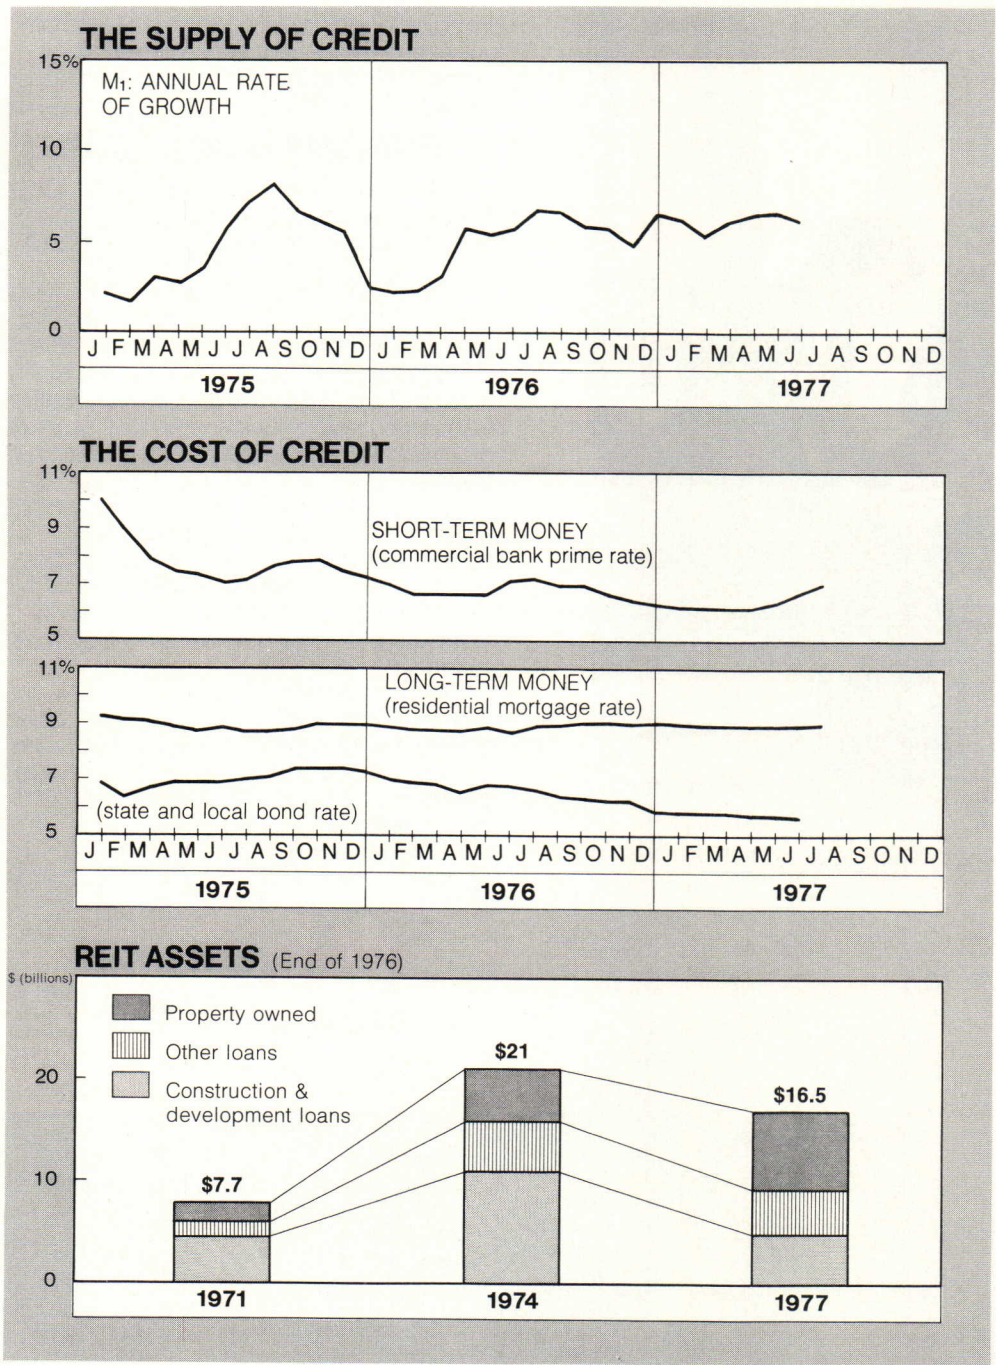 THE SUPPLY OF CREDIT
15%
M1: ANNUAL RATE
OF GROWTH
10
5
0
J F M A M J J A S O N D J F M A M J J A S O N D J F M A M J J A S O N D
1975 1976 1977
THE COST OF CREDIT
11%
9
SHORT-TERM MONEY
(commercial bank prime rate)
7
5
11%
LONG-TERM MONEY
(residential mortgage rate)
9
7
(state and local bond rate)
5
J F M A M J J A S O N D J F M A M J J A S O N D J F M A M J J A S O N D
1975 1976 1977
REIT ASSETS (End of 1976)
$ (billions)
Property owned
Other loans
Construction &
development loans
$21
20
$16.5
10
$7.7
0
1971 1974 1977